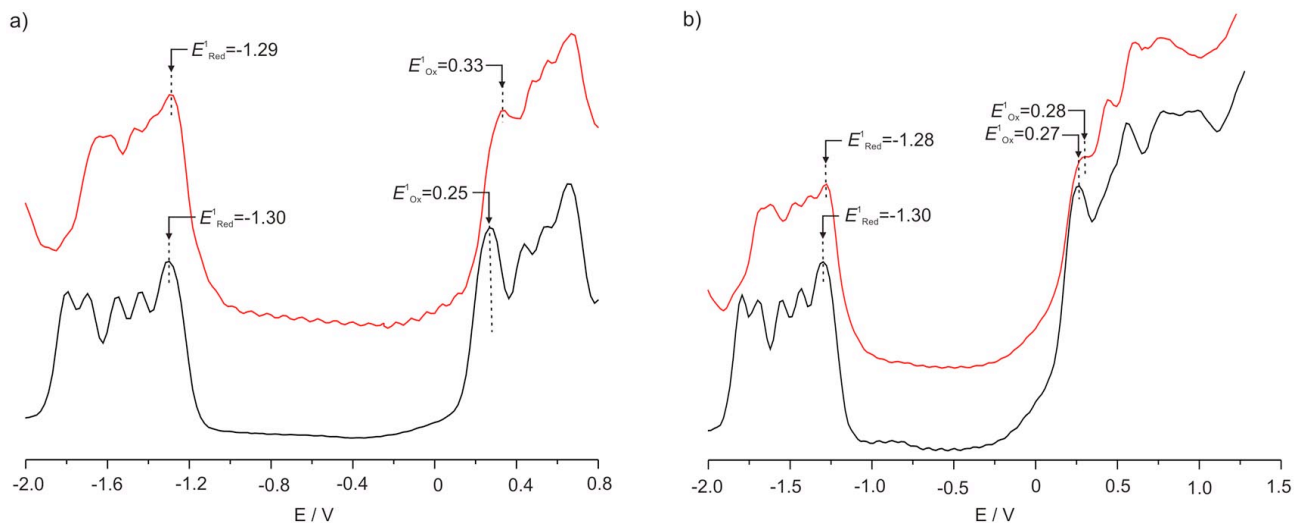 a)
E¹Red=-1.29
E¹Ox=0.33
E¹Ox=0.25
E¹Red=-1.30
-2.0 -1.6 -1.2 -0.4 0 0.4 0.8
E / V
b)
E¹Ox=0.28
E¹Ox=0.27
E¹Red=-1.28
E¹Red=-1.30
-2.0 -1.5 -1.0 -0.5 0 0.5 1.0 1.5
E / V